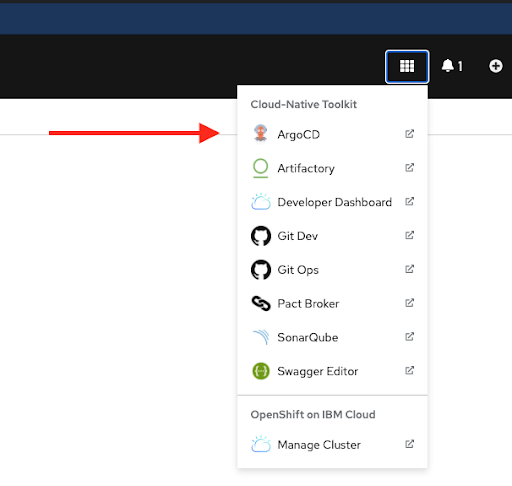 1
Cloud-Native Toolkit
ArgoCD
Artifactory
Developer Dashboard
Git Dev
Git Ops
Pact Broker
SonarQube
Swagger Editor
OpenShift on IBM Cloud
Manage Cluster